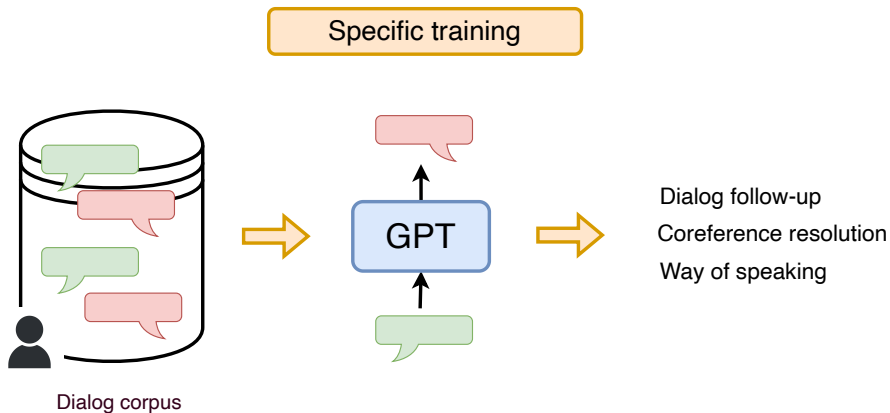 Specific training
GPT
Dialog follow-up
Coreference resolution
Way of speaking
Dialog corpus